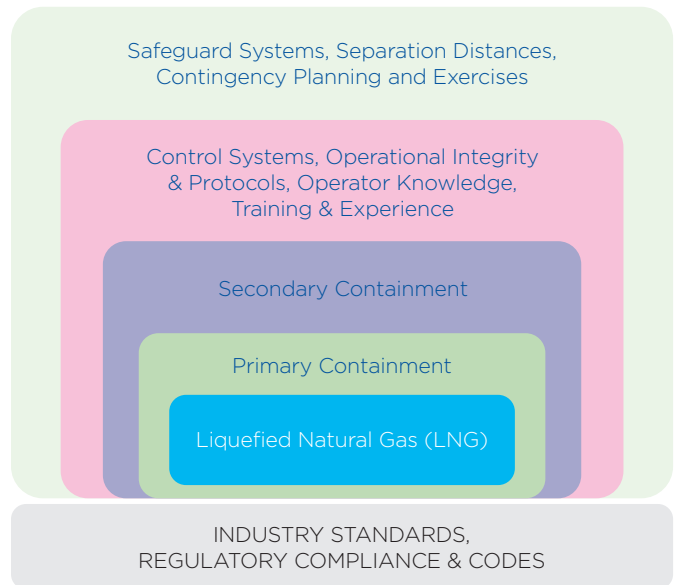 Safeguard Systems, Separation Distances,
Contingency Planning and Exercises
Control Systems, Operational Integrity
& Protocols, Operator Knowledge,
Training & Experience
Secondary Containment
Primary Containment
Liquefied Natural Gas (LNG)
INDUSTRY STANDARDS,
REGULATORY COMPLIANCE & CODES